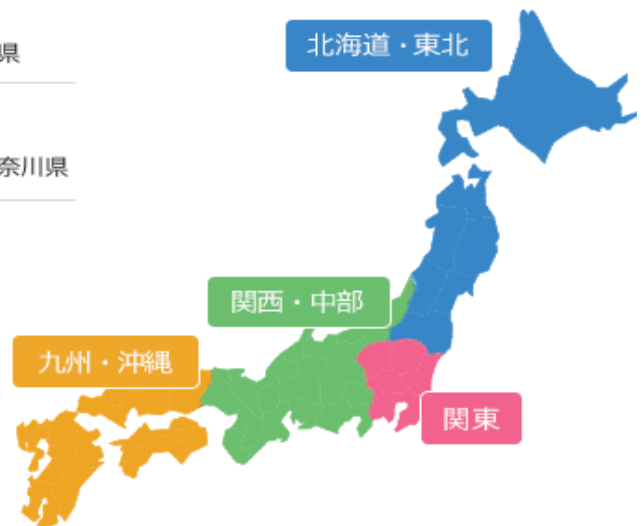 北海道・東北
県
奈川県
関西・中部
九州・沖縄
関東